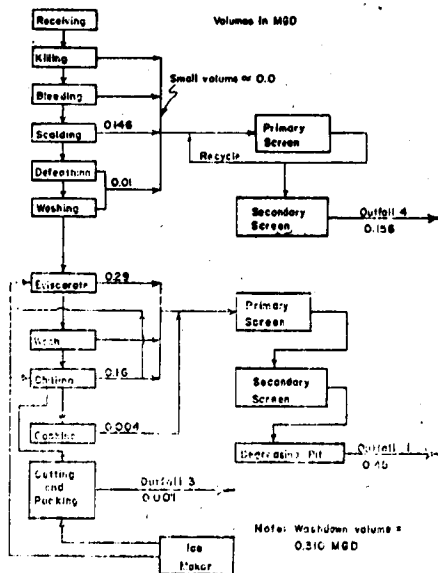 Volumes in MGD
Receiving
Killing
Bleeding
Small volume ≈ 0.0
Scalding
0.146
Primary
Screen
Recycle
Defeathing
0.01
Washing
Secondary
Screen
Outfall 4
0.156
Eviscerate
0.29
Primary
Screen
Wash
Chilling
0.16
Secondary
Screen
0.004
Cutting
and
Packing
Outfall 3
0.001
Degreasing Pit
Outfall 1
0.45
Note: Washdown volume =
0.310 MGD
Ice
Maker